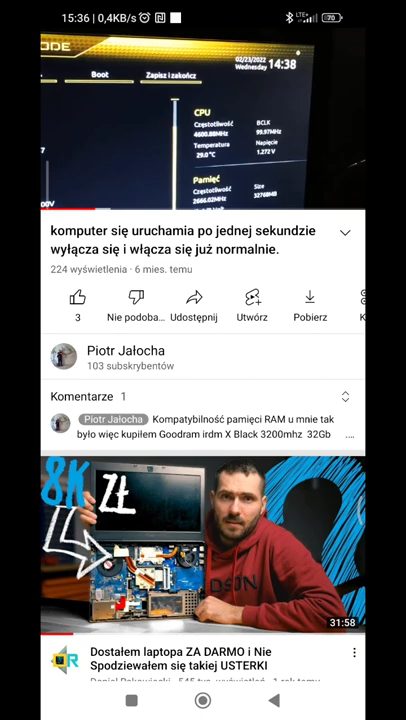 15:36 | 0,4KB/s
LTE+
70
ODE
02/23/2022
Wednesday 14:38
Boot
Zapisz i zakończ
CPU
Częstotliwość
BCLK
4600.88MHz
99.97MHz
Temperatura
Napięcie
29.0 °C
1.272 V
Pamięć
Częstotliwość
Size
2666.02MHz
32768MB
komputer się uruchamia po jednej sekundzie
wyłącza się i włącza się już normalnie.
224 wyświetlenia · 6 mies. temu
3
Nie podoba...
Udostępnij
Utwórz
Pobierz
Piotr Jałocha
103 subskrybentów
Komentarze 1
Piotr Jałocha Kompatybilność pamięci RAM u mnie tak
było więc kupiłem Goodram irdm X Black 3200mhz 32Gb ....
8K ZŁ
31:58
Dostałem laptopa ZA DARMO i Nie
Spodziewałem się takiej USTERKI